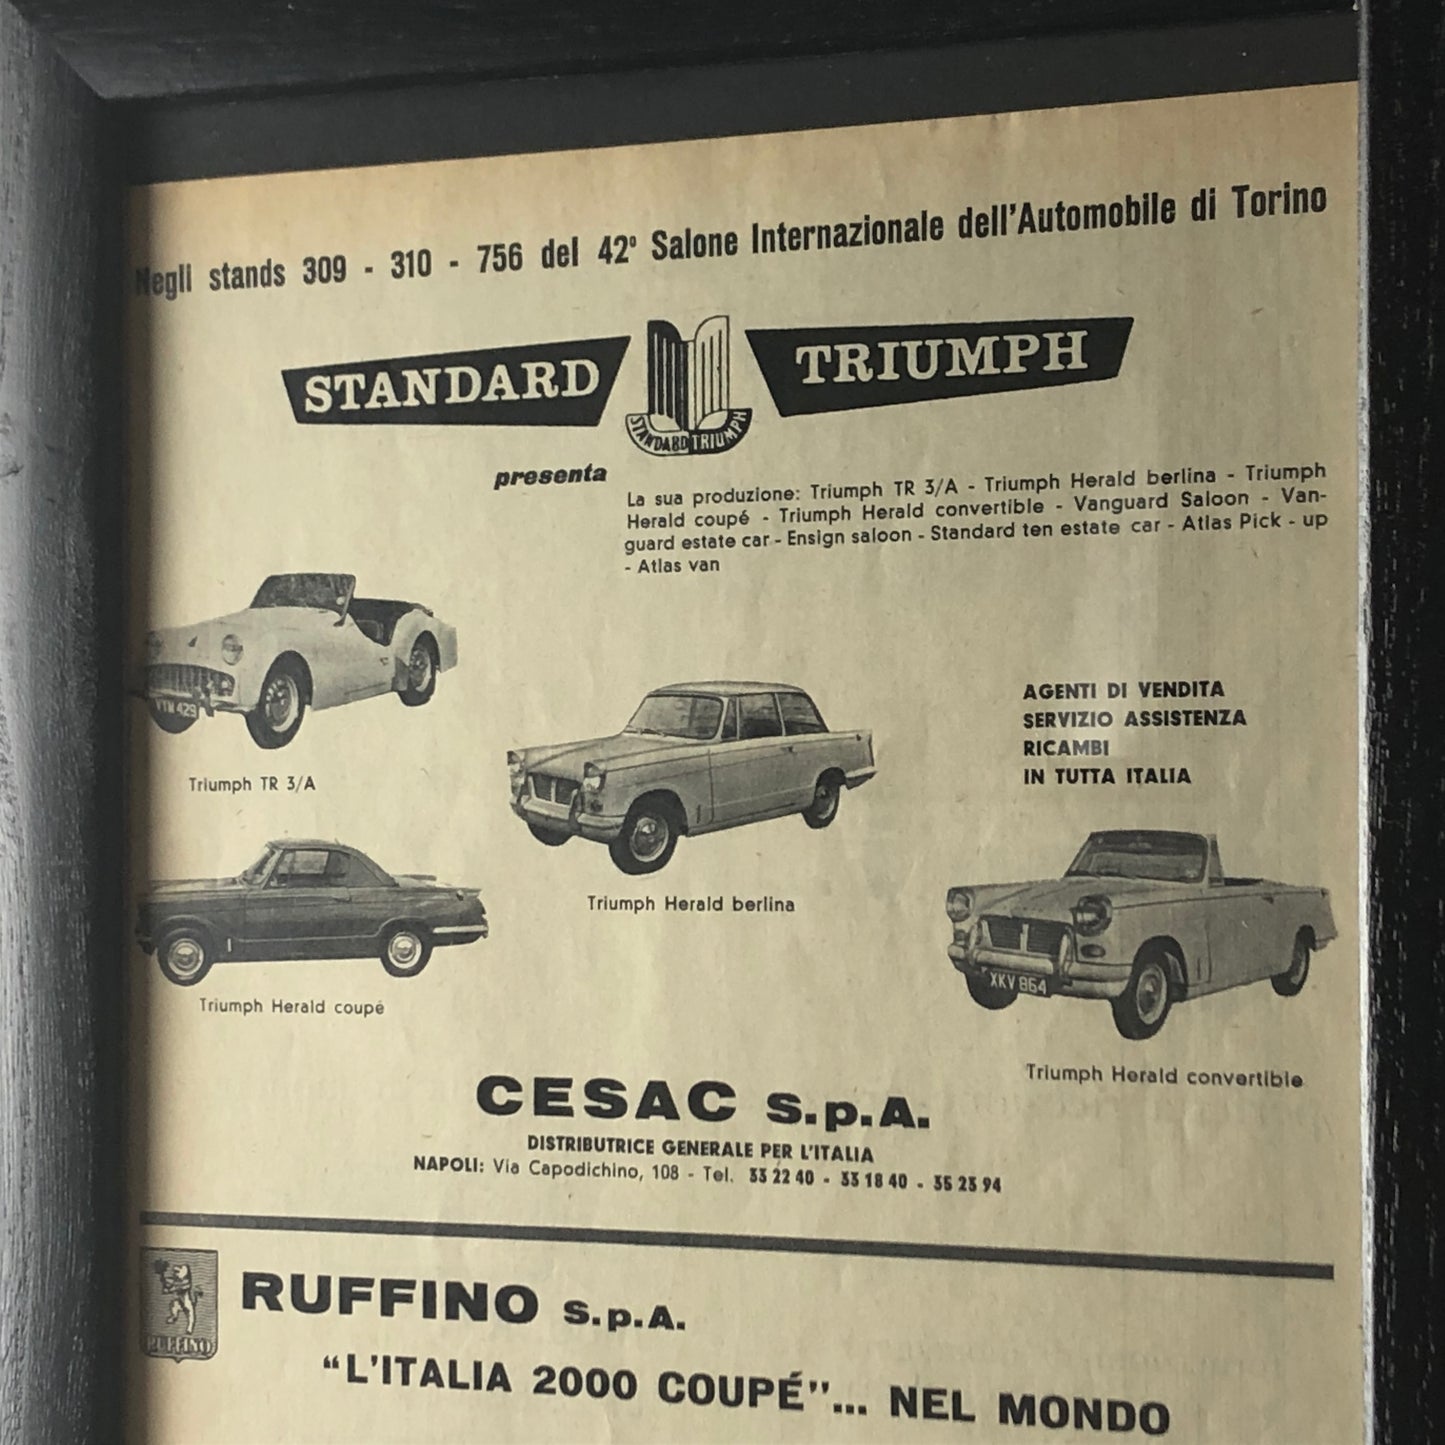 Negli stands 309 - 310 - 756 del 42° Salone Internazionale dell'Automobile di Torino
STANDARD TRIUMPH
STANDARD TRIUMPH
presenta
La sua produzione: Triumph TR 3/A - Triumph Herald berlina - Triumph
Herald coupé - Triumph Herald convertible - Vanguard Saloon - Van-
guard estate car - Ensign saloon - Standard ten estate car - Atlas Pick - up
- Atlas van
VYW 429
Triumph TR 3/A
AGENTI DI VENDITA
SERVIZIO ASSISTENZA
RICAMBI
IN TUTTA ITALIA
Triumph Herald berlina
Triumph Herald coupé
XKV 864
Triumph Herald convertible
CESAC s.p.A.
DISTRIBUTRICE GENERALE PER L'ITALIA
NAPOLI: Via Capodichino, 108 - Tel. 33 22 40 - 33 18 40 - 35 23 94
RUFFINO
RUFFINO s.p.A.
"L'ITALIA 2000 COUPÉ"... NEL MONDO